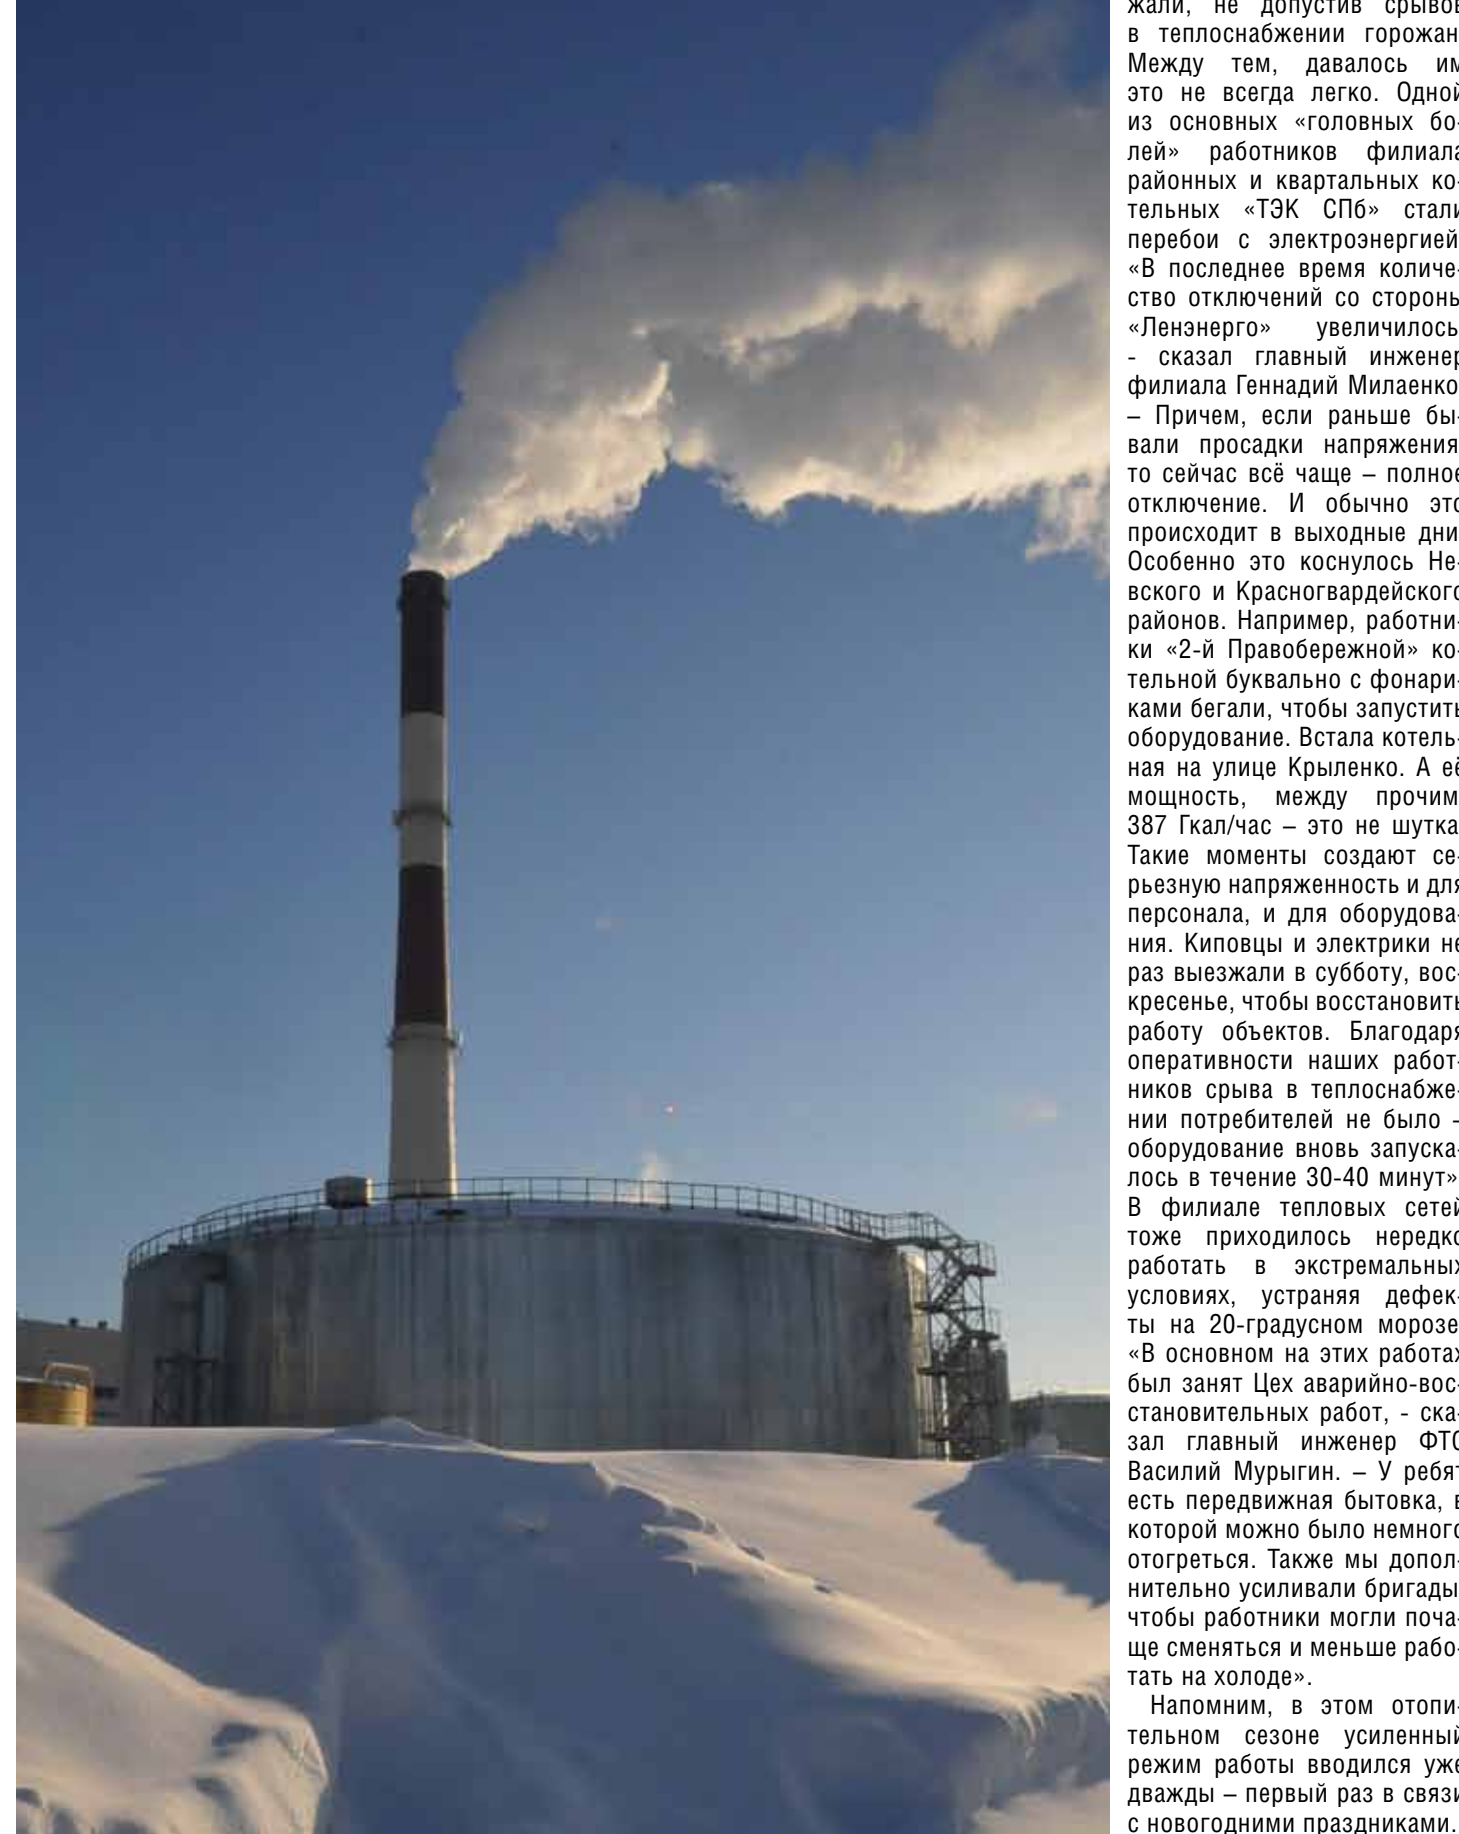 жали, не допустив срывов
в теплоснабжении горожан
Между тем, давалось им
это не всегда легко. Одной
из основных «головных бо-
лей» работников филиала
районных и квартальных ко-
тельных «ТЭК СПб» стали
перебои с электроэнергией
«В последнее время количе-
ство отключений со стороны
«Ленэнерго» увеличилось
- сказал главный инженер
филиала Геннадий Милаенко
– Причем, если раньше бы-
вали просадки напряжения
то сейчас всё чаще – полное
отключение. И обычно это
происходит в выходные дни
Особенно это коснулось Не-
вского и Красногвардейского
районов. Например, работни-
ки «2-й Правобережной» ко-
тельной буквально с фонари-
ками бегали, чтобы запустить
оборудование. Встала котель-
ная на улице Крыленко. А её
мощность, между прочим
387 Гкал/час – это не шутка
Такие моменты создают се-
рьезную напряженность и для
персонала, и для оборудова-
ния. Киповцы и электрики не
раз выезжали в субботу, вос-
кресенье, чтобы восстановить
работу объектов. Благодаря
оперативности наших работ-
ников срыва в теплоснабже-
нии потребителей не было –
оборудование вновь запуска-
лось в течение 30-40 минут»
В филиале тепловых сетей
тоже приходилось нередко
работать в экстремальных
условиях, устраняя дефек-
ты на 20-градусном морозе
«В основном на этих работах
был занят Цех аварийно-вос-
становительных работ, - ска-
зал главный инженер ФТС
Василий Мурыгин. – У ребят
есть передвижная бытовка, в
которой можно было немного
отогреться. Также мы допол-
нительно усиливали бригады
чтобы работники могли поча-
ще сменяться и меньше рабо-
тать на холоде».
Напомним, в этом отопи-
тельном сезоне усиленный
режим работы вводился уже
дважды – первый раз в связи
с новогодними праздниками.